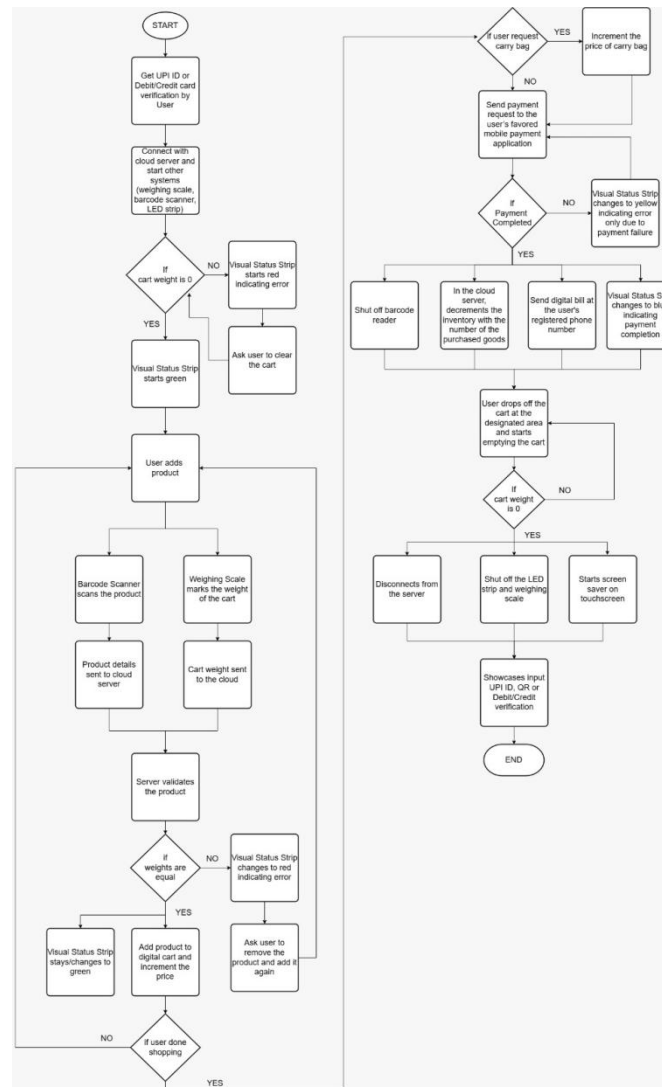 START
Get UPI ID or
Debit/Credit card
verification by
User
Connect with
cloud server and
start other
systems
(weighing scale,
barcode scanner,
LED strip)
If
cart weight is 0
NO
Visual Status Strip
starts red
indicating error
Ask user to clear
the cart
YES
Visual Status Strip
starts green
User adds
product
Barcode Scanner
scans the product
Weighing Scale
marks the weight
of the cart
Product details
sent to cloud
server
Cart weight sent
to the cloud
Server validates
the product
if
weights are
equal
NO
Visual Status Strip
changes to red
indicating error
YES
Visual Status Strip
stays/changes to
green
Add product to
digital cart and
increment the
price
Ask user to
remove the
product and add it
again
NO
if user done
shopping
YES
if user request
carry bag
YES
Increment the
price of carry bag
NO
Send payment
request to the
user's favored
mobile payment
application
if
Payment
Completed
NO
Visual Status Strip
changes to yellow
indicating error
only due to
payment failure
YES
Shut off barcode
reader
In the cloud
server,
decrements the
inventory with the
number of the
purchased goods
Send digital bill at
the user's
registered phone
number
Visual Status St
changes to blu
indicating
payment
completion
User drops off the
cart at the
designated area
and starts
emptying the cart
If
cart weight
is 0
NO
YES
Disconnects from
the server
Shut off the LED
strip and weighing
scale
Starts screen
saver on
touchscreen
Showcases input
UPI ID, QR or
Debit/Credit
verification
END